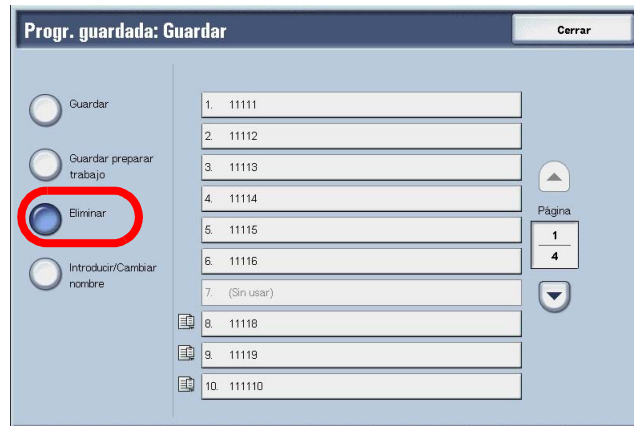 Progr. guardada: Guardar
Cerrar
Guardar
Guardar preparar
trabajo
Eliminar
Introducir/Cambiar
nombre
1. 11111
2. 11112
3. 11113
4. 11114
5. 11115
6. 11116
7. (Sin usar)
8. 11118
9. 11119
10. 111110
Página
1
4